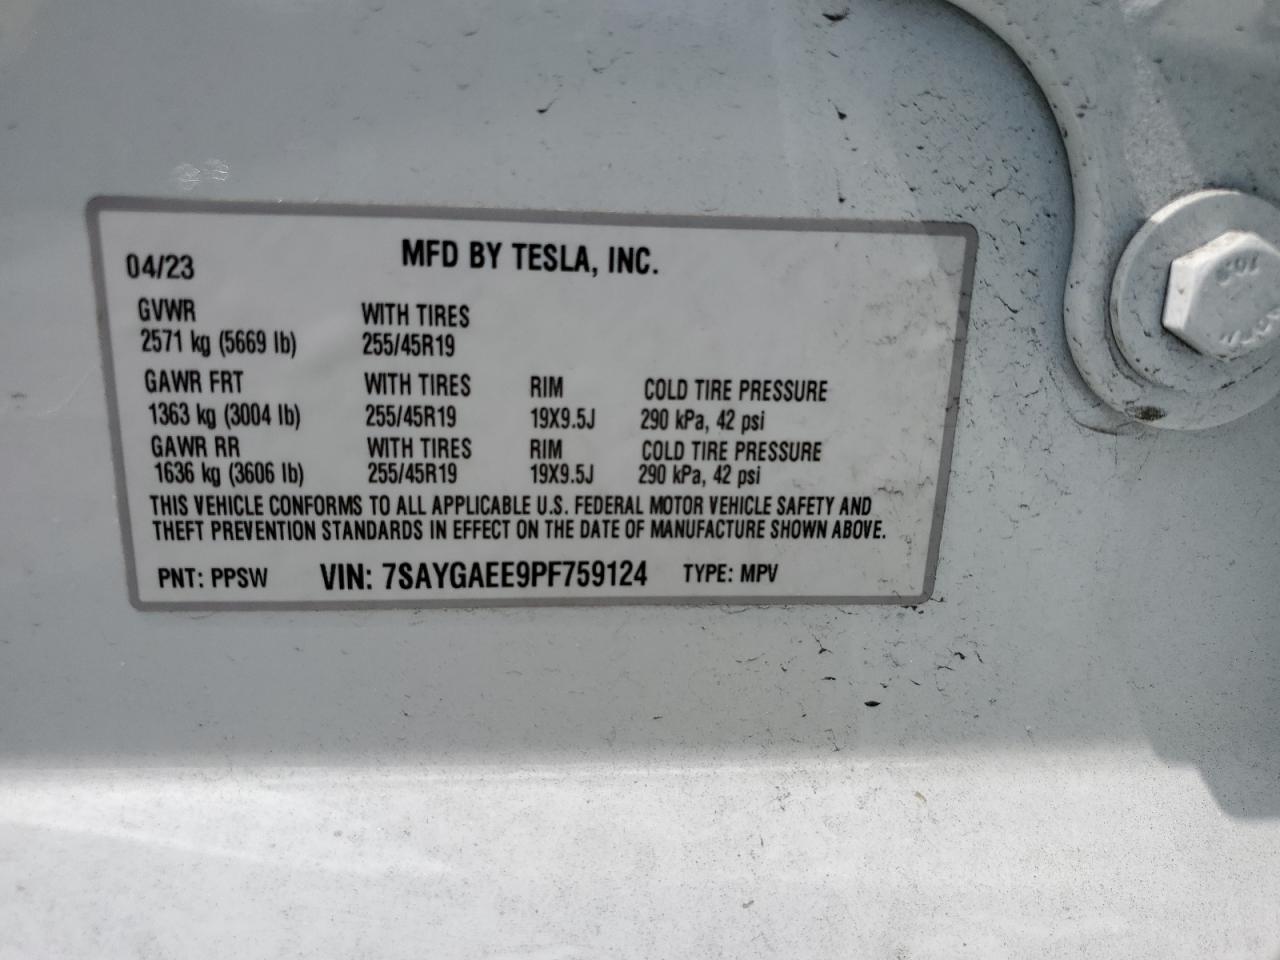 MFD BY TESLA, INC.
04/23
GVWR WITH TIRES
2571 kg (5669 lb) 255/45R19
GAWR FRT WITH TIRES RIM COLD TIRE PRESSURE
1363 kg (3004 lb) 255/45R19 19X9.5J 290 kPa, 42 psi
GAWR RR WITH TIRES RIM COLD TIRE PRESSURE
1636 kg (3606 lb) 255/45R19 19X9.5J 290 kPa, 42 psi
THIS VEHICLE CONFORMS TO ALL APPLICABLE U.S. FEDERAL MOTOR VEHICLE SAFETY AND
THEFT PREVENTION STANDARDS IN EFFECT ON THE DATE OF MANUFACTURE SHOWN ABOVE.
PNT: PPSW VIN: 7SAYGAEE9PF759124 TYPE: MPV